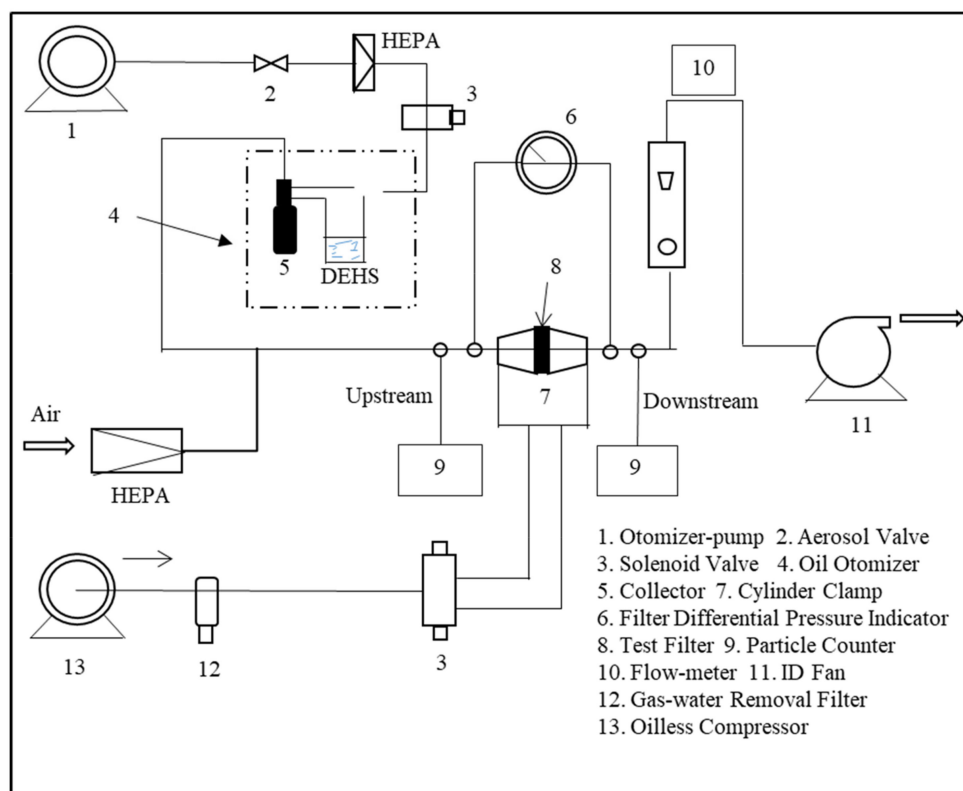 HEPA
10
2
3
6
1
4
5
DEHS
8
Upstream
7
Downstream
Air
9
9
11
HEPA
13
12
3
1. Otomizer-pump 2. Aerosol Valve
3. Solenoid Valve 4. Oil Otomizer
5. Collector 7. Cylinder Clamp
6. Filter Differential Pressure Indicator
8. Test Filter 9. Particle Counter
10. Flow-meter 11. ID Fan
12. Gas-water Removal Filter
13. Oilless Compressor